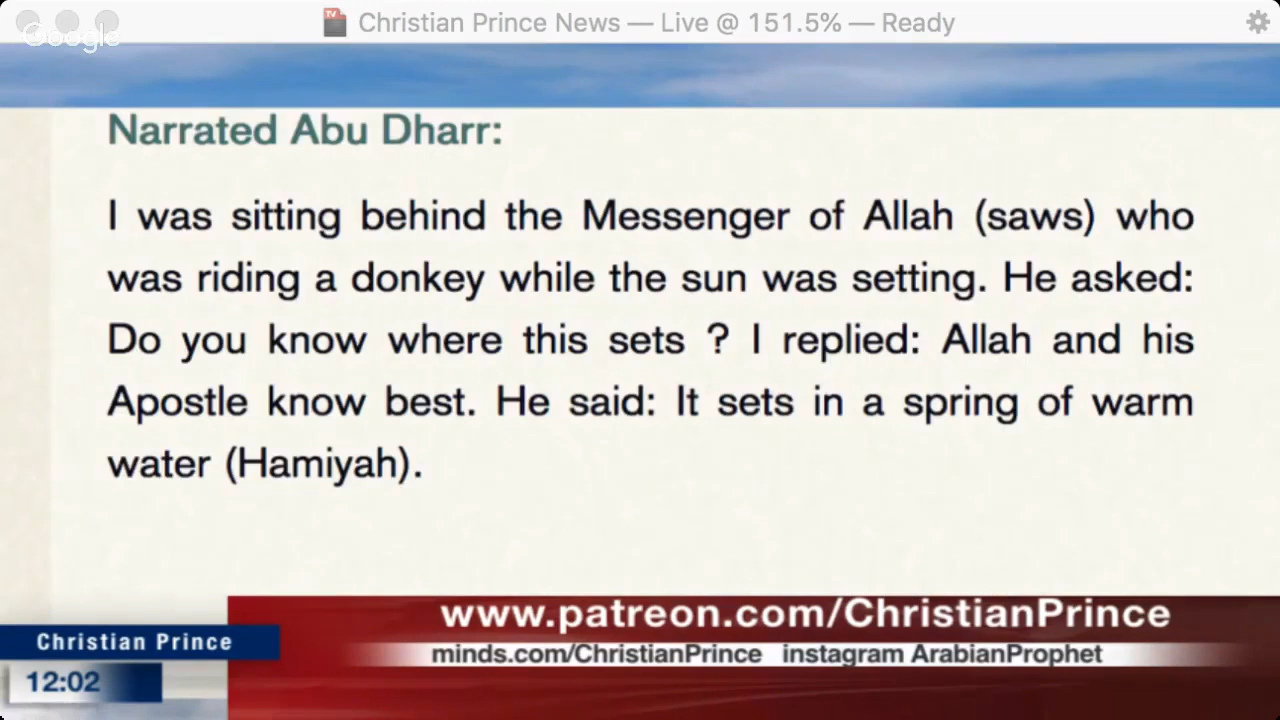 Christian Prince News — Live @ 151.5% — Ready
Google
Narrated Abu Dharr:
I was sitting behind the Messenger of Allah (saws) who
was riding a donkey while the sun was setting. He asked:
Do you know where this sets ? I replied: Allah and his
Apostle know best. He said: It sets in a spring of warm
water (Hamiyah).
www.patreon.com/ChristianPrince
Christian Prince
minds.com/ChristianPrince instagram ArabianProphet
12:02